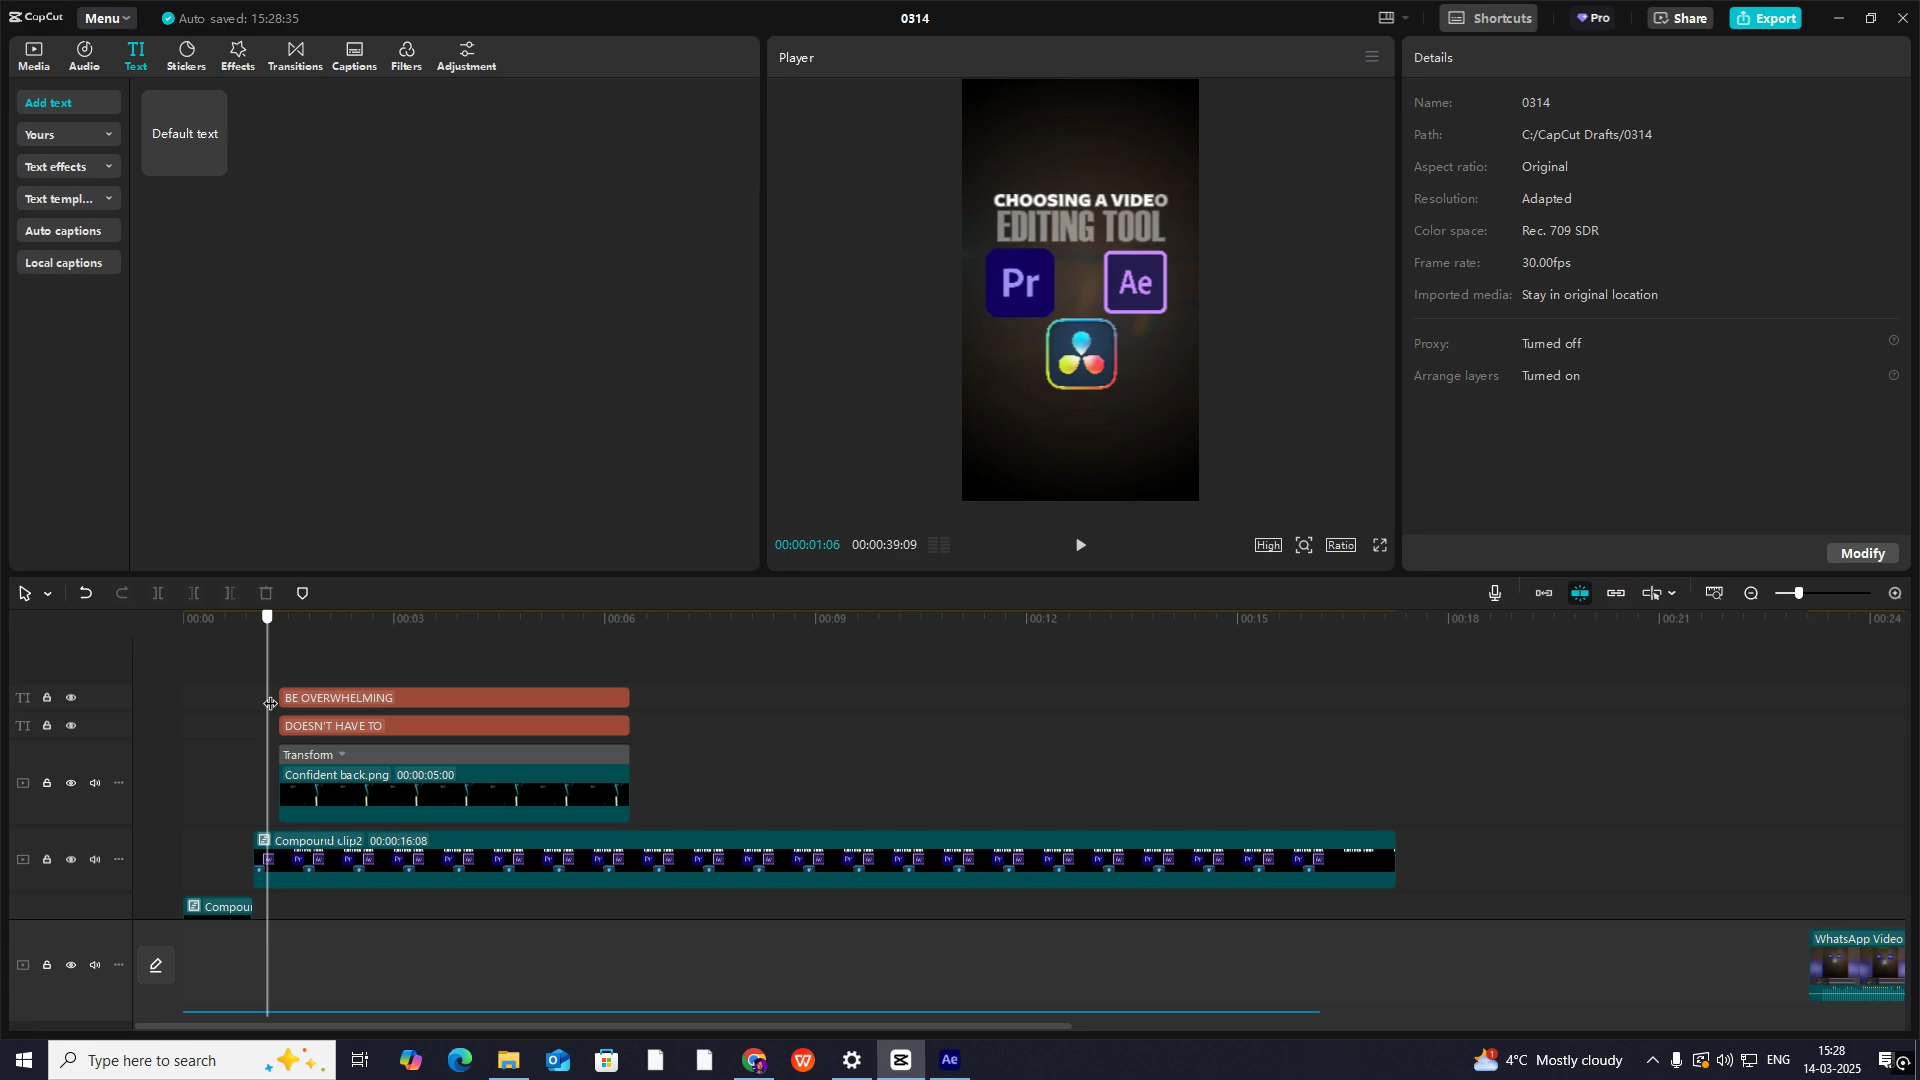 CapCut
Menu
Auto saved: 15:28:35
0314
Shortcuts
Pro
Share
Export
Media
Audio
TI
Text
Stickers
Effects
Transitions
Captions
Filters
Adjustment
Add text
Yours
Text effects
Text templ...
Auto captions
Local captions
Default text
Player
CHOOSING A VIDEO
EDITING TOOL
Pr
Ae
00:00:01:06
00:00:39:09
High
Ratio
Details
Name: 0314
Path: C:/CapCut Drafts/0314
Aspect ratio: Original
Resolution: Adapted
Color space: Rec. 709 SDR
Frame rate: 30.00fps
Imported media: Stay in original location
Proxy: Turned off
Arrange layers Turned on
Modify
00:00
00:03
00:06
00:09
00:12
00:15
00:18
00:21
00:24
TI
BE OVERWHELMING
TI
DOESN'T HAVE TO
Transform
Confident back.png 00:00:05:00
Compound clip2 00:00:16:08
Compour
WhatsApp Video
Type here to search
Ae
1
4°C Mostly cloudy
ENG
15:28
14-03-2025